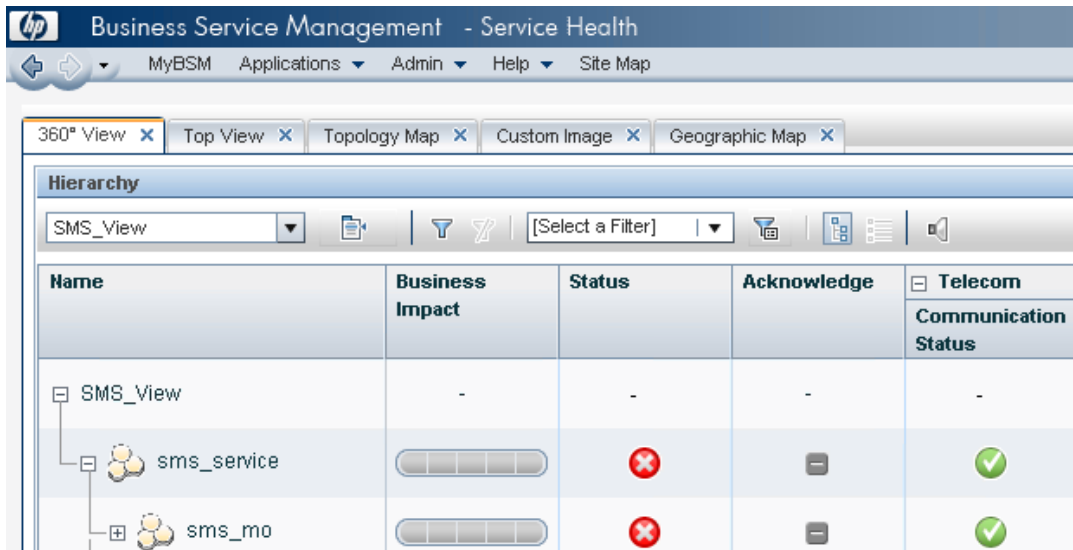 hp Business Service Management - Service Health
MyBSM Applications Admin Help Site Map
360° View Top View Topology Map Custom Image Geographic Map
Hierarchy
SMS_View [Select a Filter]
Name Business Impact Status Acknowledge Telecom
Communication Status
SMS_View - - - -
sms_service
sms_mo